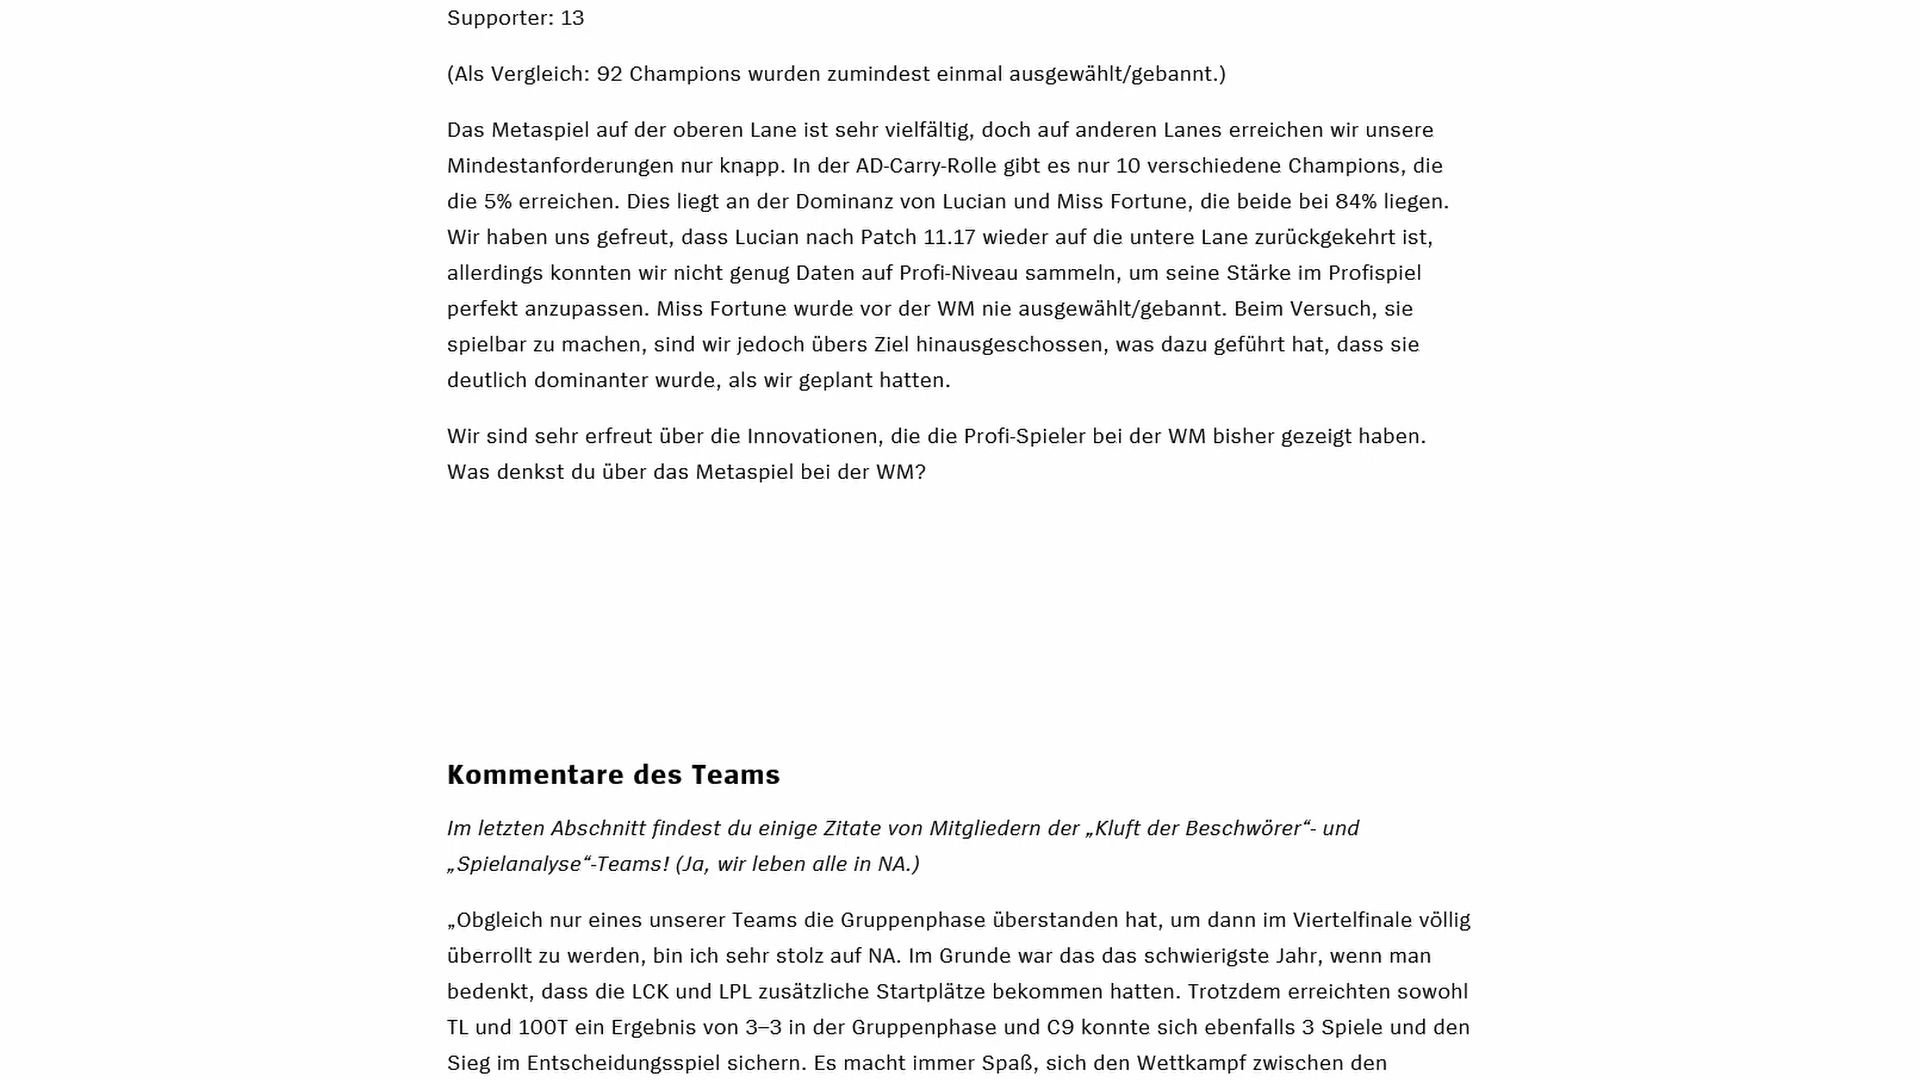 Supporter: 13
(Als Vergleich: 92 Champions wurden zumindest einmal ausgewählt/gebannt.)
Das Metaspiel auf der oberen Lane ist sehr vielfältig, doch auf anderen Lanes erreichen wir unsere
Mindestanforderungen nur knapp. In der AD-Carry-Rolle gibt es nur 10 verschiedene Champions, die
die 5% erreichen. Dies liegt an der Dominanz von Lucian und Miss Fortune, die beide bei 84% liegen.
Wir haben uns gefreut, dass Lucian nach Patch 11.17 wieder auf die untere Lane zurückgekehrt ist,
allerdings konnten wir nicht genug Daten auf Profi-Niveau sammeln, um seine Stärke im Profispiel
perfekt anzupassen. Miss Fortune wurde vor der WM nie ausgewählt/gebannt. Beim Versuch, sie
spielbar zu machen, sind wir jedoch übers Ziel hinausgeschossen, was dazu geführt hat, dass sie
deutlich dominanter wurde, als wir geplant hatten.
Wir sind sehr erfreut über die Innovationen, die die Profi-Spieler bei der WM bisher gezeigt haben.
Was denkst du über das Metaspiel bei der WM?
Kommentare des Teams
Im letzten Abschnitt findest du einige Zitate von Mitgliedern der „Kluft der Beschwörer“- und
„Spielanalyse“-Teams! (Ja, wir leben alle in NA.)
„Obgleich nur eines unserer Teams die Gruppenphase überstanden hat, um dann im Viertelfinale völlig
überrollt zu werden, bin ich sehr stolz auf NA. Im Grunde war das das schwierigste Jahr, wenn man
bedenkt, dass die LCK und LPL zusätzliche Startplätze bekommen hatten. Trotzdem erreichten sowohl
TL und 100T ein Ergebnis von 3–3 in der Gruppenphase und C9 konnte sich ebenfalls 3 Spiele und den
Sieg im Entscheidungsspiel sichern. Es macht immer Spaß, sich den Wettkampf zwischen den